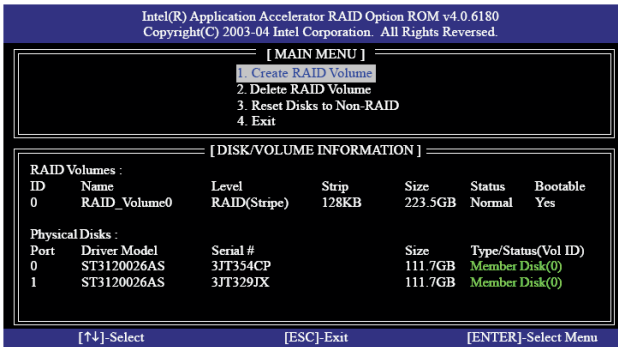 Intel(R) Application Accelerator RAID Option ROM v4.0.6180
Copyright(C) 2003-04 Intel Corporation. All Rights Reversed.
[ MAIN MENU ]
1. Create RAID Volume
2. Delete RAID Volume
3. Reset Disks to Non-RAID
4. Exit
[ DISK/VOLUME INFORMATION ]
RAID Volumes :
ID Name Level Strip Size Status Bootable
0 RAID_Volume0 RAID(Stripe) 128KB 223.5GB Normal Yes
Physical Disks :
Port Driver Model Serial # Size Type/Status(Vol ID)
0 ST3120026AS 3JT354CP 111.7GB Member Disk(0)
1 ST3120026AS 3JT329JX 111.7GB Member Disk(0)
[↑↓]-Select [ESC]-Exit [ENTER]-Select Menu